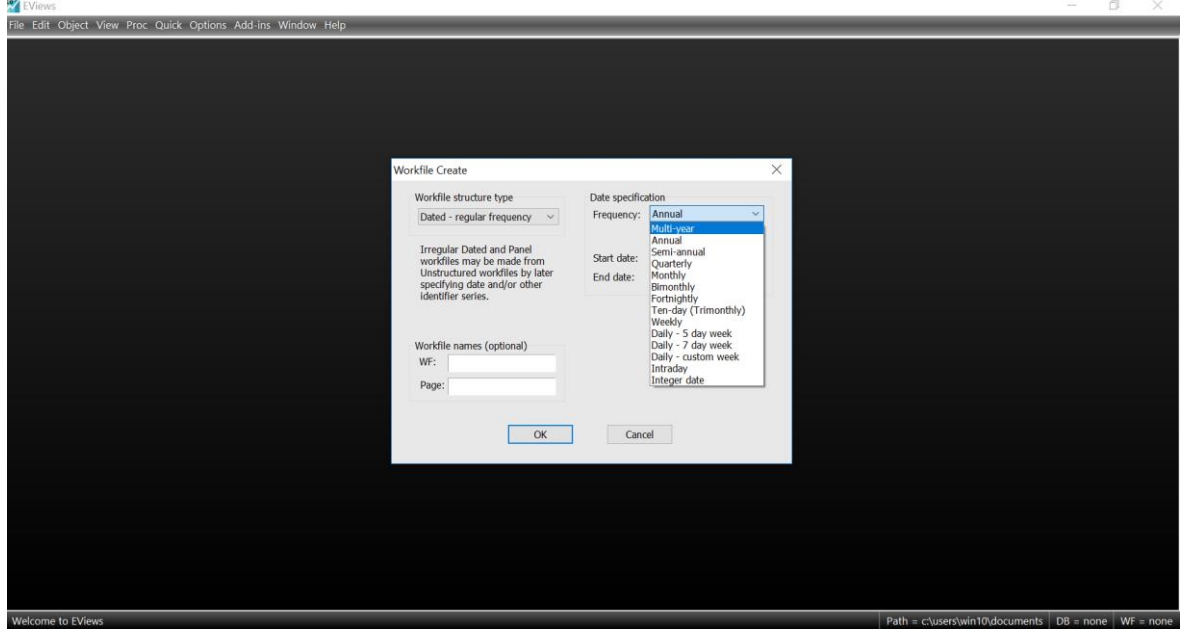 EViews
File Edit Object View Proc Quick Options Add-ins Window Help
Workfile Create
Workfile structure type
Dated - regular frequency
Irregular Dated and Panel
workfiles may be made from
Unstructured workfiles by later
specifying date and/or other
identifier series.
Date specification
Frequency: Annual
Multi-year
Annual
Semi-annual
Quarterly
Monthly
Bimonthly
Fortnightly
Ten-day (Trimonthly)
Weekly
Daily - 5 day week
Daily - 7 day week
Daily - custom week
Intraday
Integer date
Start date:
End date:
Workfile names (optional)
WF:
Page:
OK Cancel
Welcome to EViews Path = c:\users\win10\documents DB = none WF = none